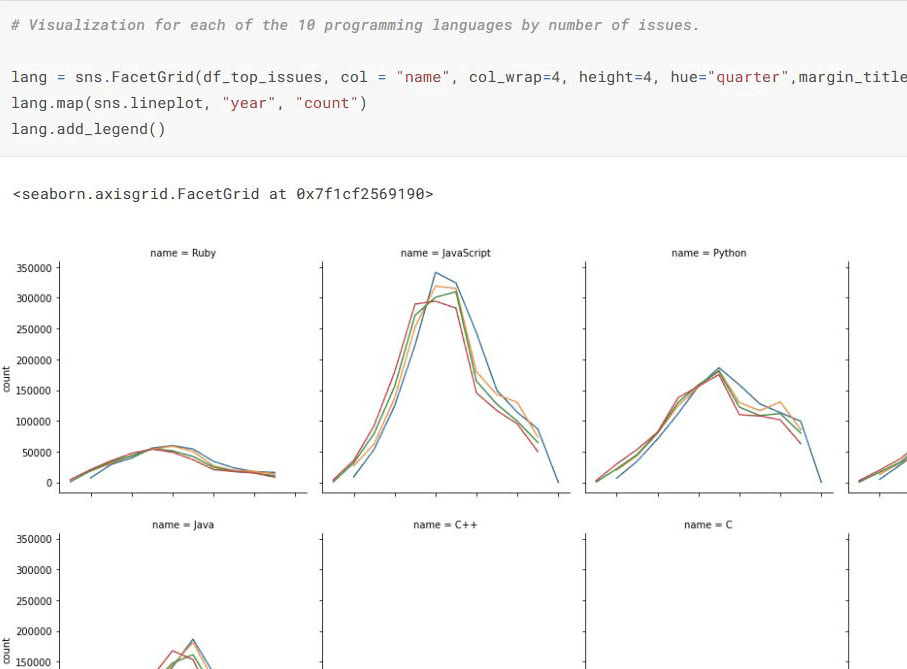 # Visualization for each of the 10 programming languages by number of issues.
lang = sns.FacetGrid(df_top_issues, col = "name", col_wrap=4, height=4, hue="quarter",margin_title
lang.map(sns.lineplot, "year", "count")
lang.add_legend()
<seaborn.axisgrid.FacetGrid at 0x7f1cf2569190>
name = Ruby
name = JavaScript
name = Python
350000
300000
250000
200000
150000
100000
50000
0
count
name = Java
name = C++
name = C
350000
300000
250000
200000
150000
count